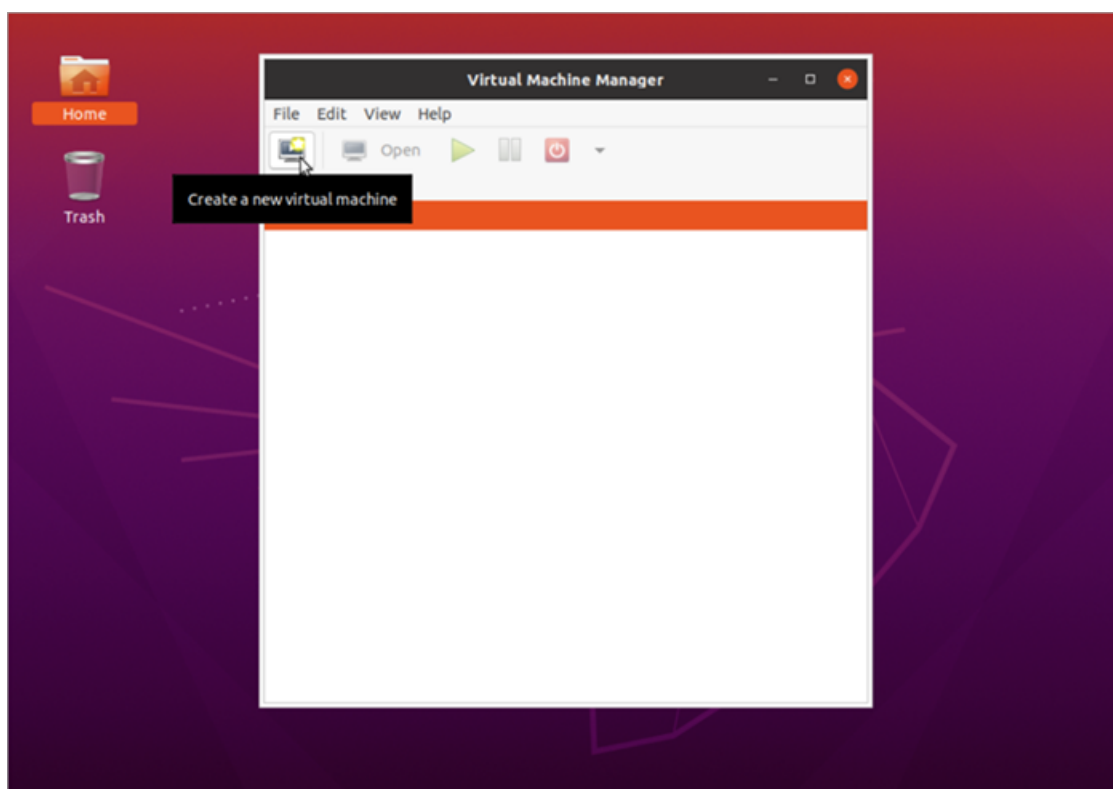 Virtual Machine Manager
Home
File Edit View Help
Open
Create a new virtual machine
Trash